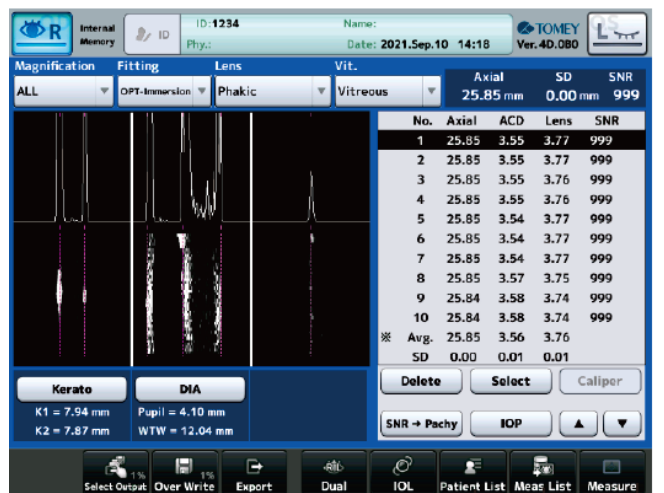 R
Internal
Memory
ID
ID:1234
Phy.:
Name:
Date: 2021.Sep.10 14:18
TOMEY
Ver. 4D.0B0
L
Magnification Fitting Lens Vit.
ALL OPT-Immersion Phakic Vitreous
Axial SD SNR
25.85 mm 0.00 mm 999
No. Axial ACD Lens SNR
1 25.85 3.55 3.77 999
2 25.85 3.55 3.77 999
3 25.85 3.55 3.76 999
4 25.85 3.55 3.76 999
5 25.85 3.54 3.77 999
6 25.85 3.54 3.77 999
7 25.85 3.54 3.77 999
8 25.85 3.57 3.75 999
9 25.84 3.58 3.74 999
10 25.84 3.58 3.74 999
※ Avg. 25.85 3.56 3.76
SD 0.00 0.01 0.01
Kerato DIA
K1 = 7.94 mm Pupil = 4.10 mm
K2 = 7.87 mm WTW = 12.04 mm
Delete Select Caliper
SNR → Pachy IOP ▲ ▼
1% 1%
Select Output Over Write Export Dual IOL Patient List Meas List Measure